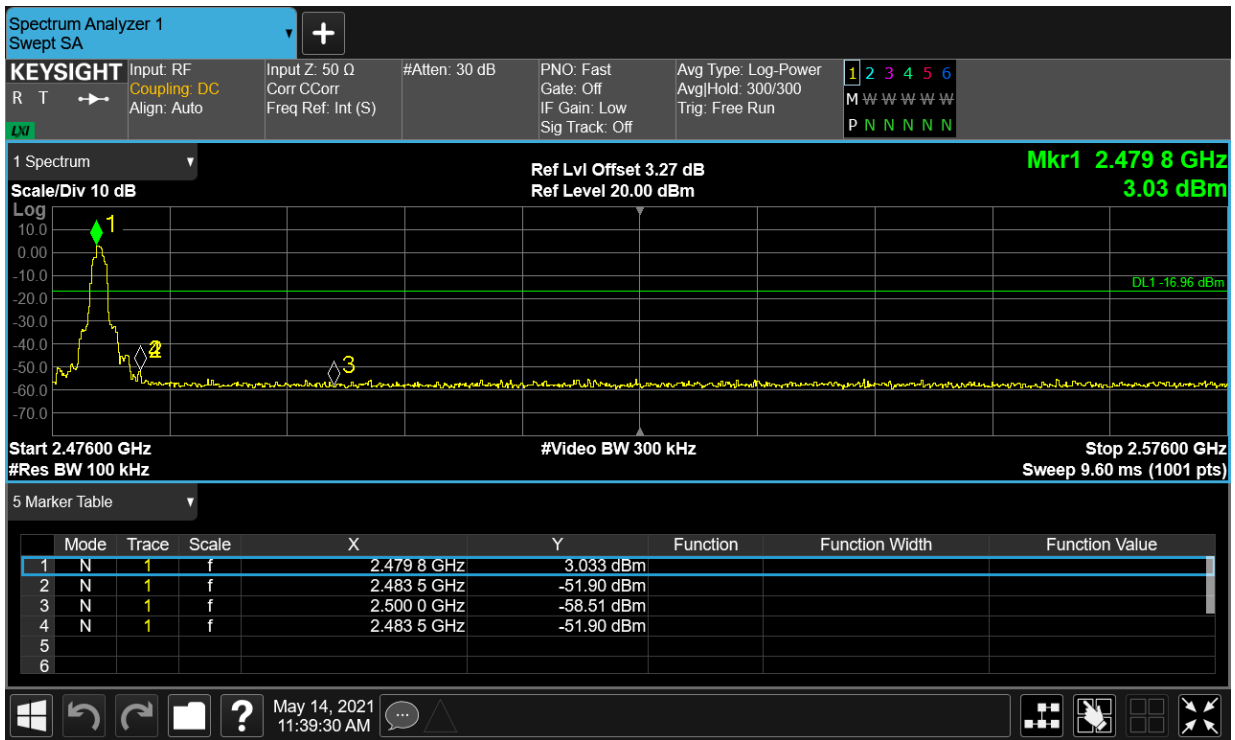 Spectrum Analyzer 1
Swept SA
KEYSIGHT
R T
LXI
Input: RF
Coupling: DC
Align: Auto
Input Z: 50 Ω
Corr CCorr
Freq Ref: Int (S)
#Atten: 30 dB
PNO: Fast
Gate: Off
IF Gain: Low
Sig Track: Off
Avg Type: Log-Power
Avg|Hold: 300/300
Trig: Free Run
1 2 3 4 5 6
M W W W W W
P N N N N N
1 Spectrum
Scale/Div 10 dB
Ref Lvl Offset 3.27 dB
Ref Level 20.00 dBm
Mkr1 2.479 8 GHz
3.03 dBm
Log
10.0
0.00
-10.0
-20.0
-30.0
-40.0
-50.0
-60.0
-70.0
1
DL1 -16.96 dBm
3
Start 2.47600 GHz
#Res BW 100 kHz
#Video BW 300 kHz
Stop 2.57600 GHz
Sweep 9.60 ms (1001 pts)
5 Marker Table
Mode Trace Scale X Y Function Function Width Function Value
1 N 1 f 2.479 8 GHz 3.033 dBm
2 N 1 f 2.483 5 GHz -51.90 dBm
3 N 1 f 2.500 0 GHz -58.51 dBm
4 N 1 f 2.483 5 GHz -51.90 dBm
5
6
?
May 14, 2021
11:39:30 AM